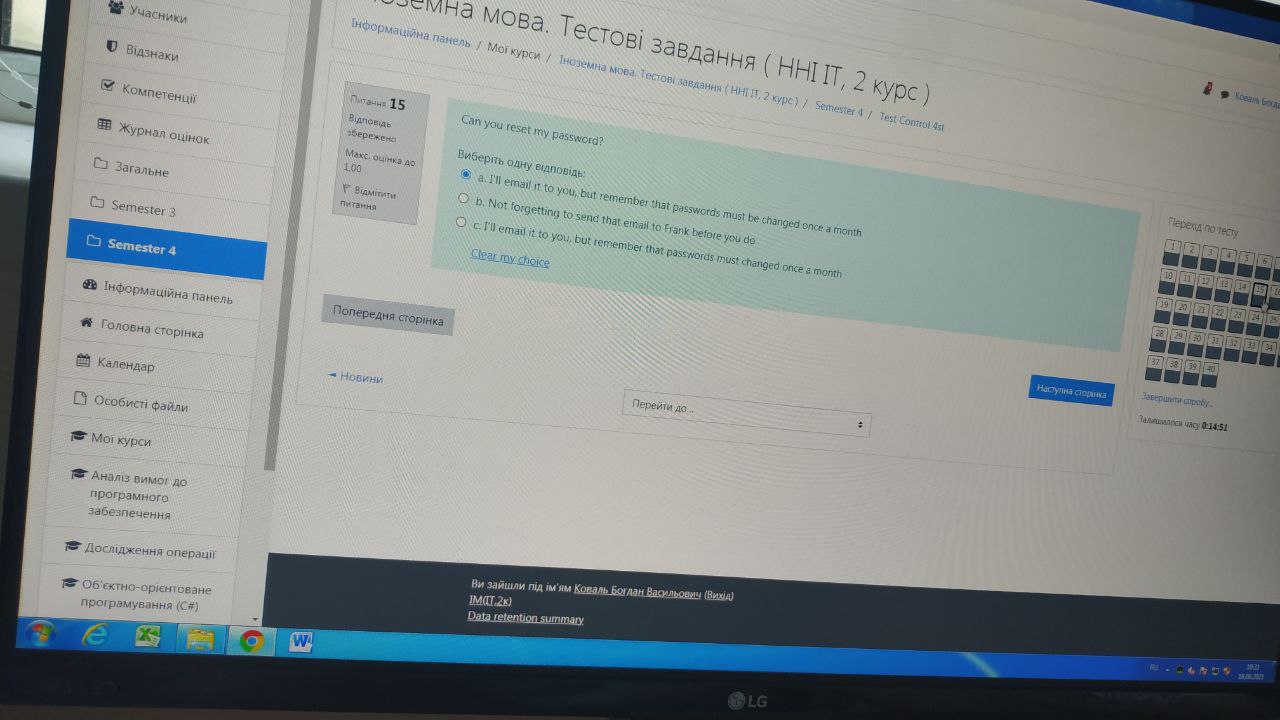 Учасники
Відзнаки
Компетенції
Журнал оцінок
Загальне
Semester 3
Semester 4
Інформаційна панель
Головна сторінка
Календар
Особисті файли
Мої курси
Аналіз вимог до
програмного
забезпечення
Дослідження операції
Об'єктно-орієнтоване
програмування (C#)
мова. Тестові завдання ( ННІ ІТ, 2 курс )
Інформаційна панель / Мої курси / Іноземна мова. Тестові завдання ( ННІ ІТ, 2 курс ) / Semester 4 / Test Control 4st
Коваль
Питання 15
Відповідь
збережено
Макс. оцінка до
1,00
Відмітити
питання
Can you reset my password?
Виберіть одну відповідь:
a. I'll email it to you, but remember that passwords must be changed once a month
b. Not forgetting to send that email to Frank before you do
c. I'll email it to you, but remember that passwords must changed once a month
Clear my choice
Попередня сторінка
Наступна сторінка
Новини
Перейти до...
Перехід по тесту
1 2 3 4 5 6
10 11 12 13 14 15
19 20 21 22 23 24 25
28 29 30 31 32 33 34
37 38 39 40
Завершити спробу...
Залишилося часу 0:14:51
Ви зайшли під ім'ям Коваль Богдан Васильович (Вихід)
ІМ(ІТ,2к)
Data retention summary
RU
10:21
LG